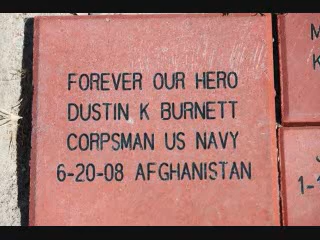 FOREVER OUR HERO
DUSTIN K BURNETT
CORPSMAN US NAVY
6-20-08 AFGHANISTAN